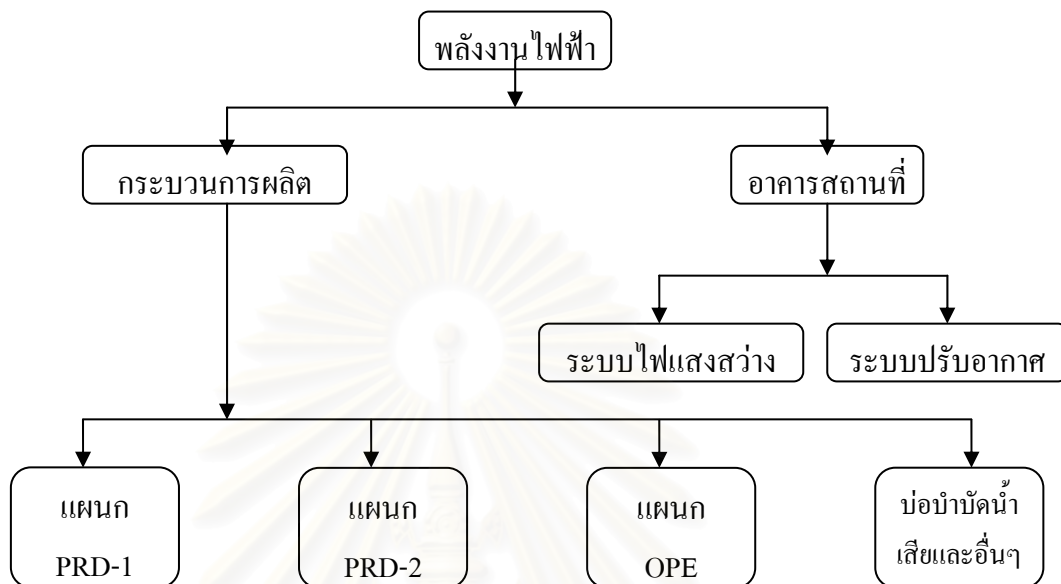 พลังงานไฟฟ้า
กระบวนการผลิต
อาคารสถานที่
ระบบไฟแสงสว่าง
ระบบปรับอากาศ
แผนก
PRD-1
แผนก
PRD-2
แผนก
OPE
บ่อบำบัดน้ำ
เสียและอื่นๆ